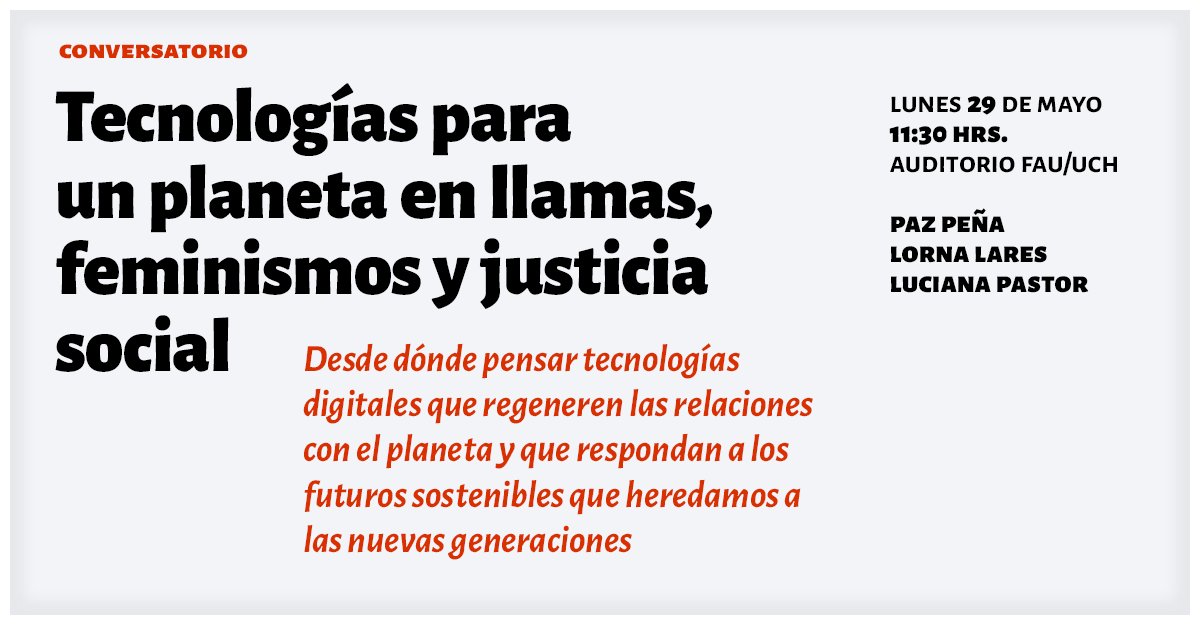 CONVERSATORIO
Tecnologías para
un planeta en llamas,
feminismos y justicia
social
Desde dónde pensar tecnologías
digitales que regeneren las relaciones
con el planeta y que respondan a los
futuros sostenibles que heredamos a
las nuevas generaciones
LUNES 29 DE MAYO
11:30 HRS.
AUDITORIO FAU/UCH
PAZ PEÑA
LORNA LARES
LUCIANA PASTOR